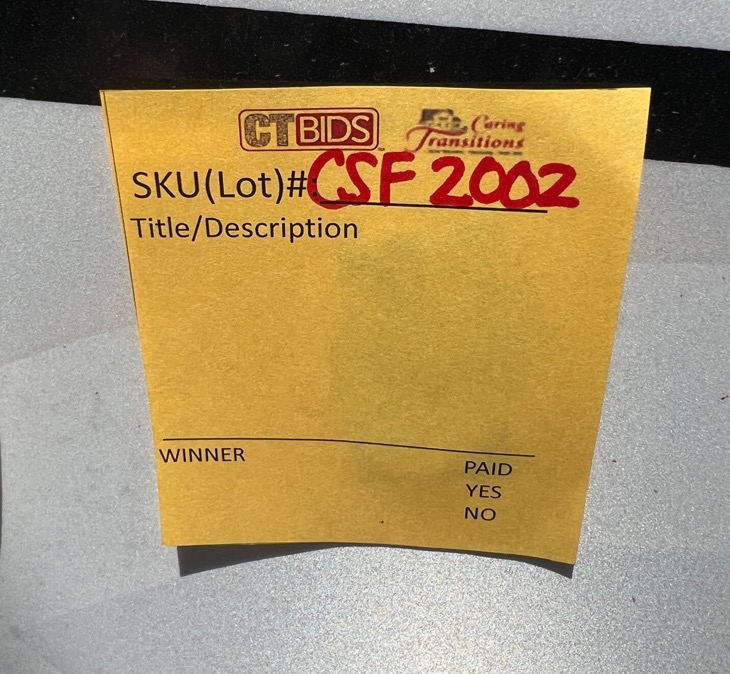 CTBIDS
Caring
Transitions
SKU(Lot)#: CSF 2002
Title/Description
WINNER
PAID
YES
NO